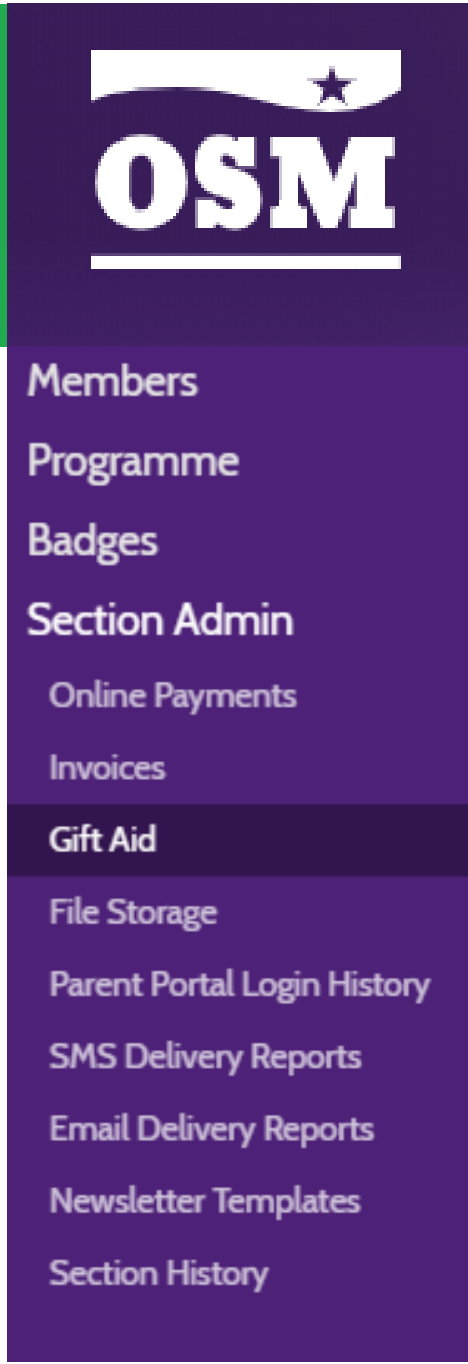 OSM
Members
Programme
Badges
Section Admin
Online Payments
Invoices
Gift Aid
File Storage
Parent Portal Login History
SMS Delivery Reports
Email Delivery Reports
Newsletter Templates
Section History